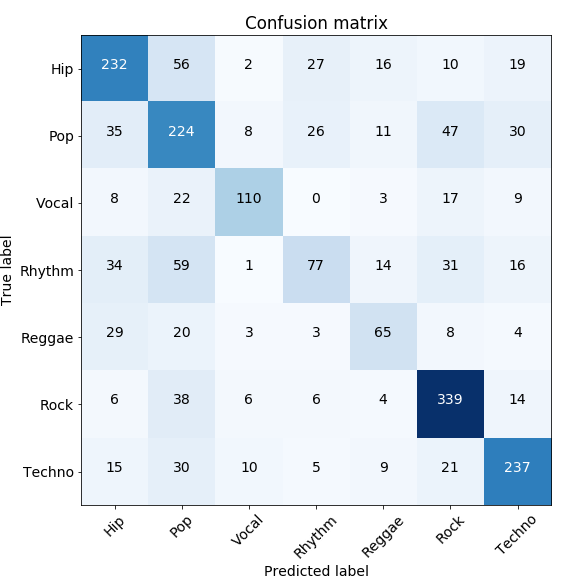 Confusion matrix
True label
Hip 232 56 2 27 16 10 19
Pop 35 224 8 26 11 47 30
Vocal 8 22 110 0 3 17 9
Rhythm 34 59 1 77 14 31 16
Reggae 29 20 3 3 65 8 4
Rock 6 38 6 6 4 339 14
Techno 15 30 10 5 9 21 237
Hip Pop Vocal Rhythm Reggae Rock Techno
Predicted label